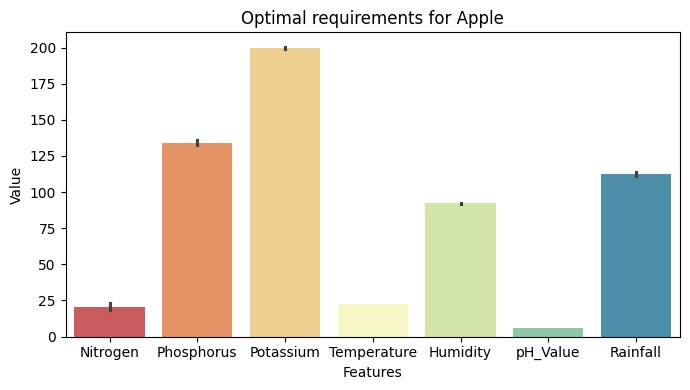 Optimal requirements for Apple
Value
200
175
150
125
100
75
50
25
0
Nitrogen Phosphorus Potassium Temperature Humidity pH_Value Rainfall
Features